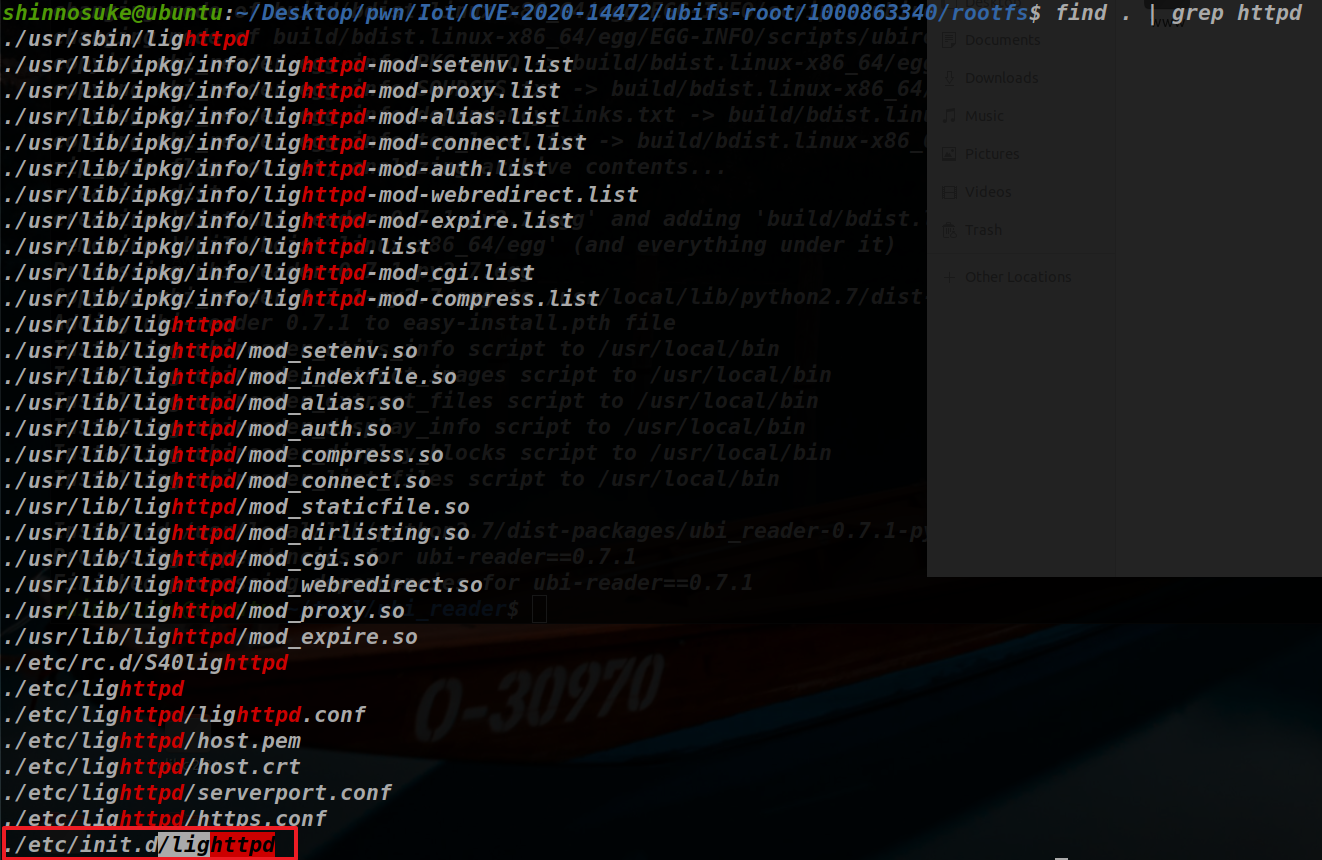 shinnosuke@ubuntu:~/Desktop/pwn/Iot/CVE-2020-14472/ubifs-root/1000863340/rootfs$ find . | grep httpd
./usr/sbin/lighttpd
./usr/lib/ipkg/info/lighttpd-mod-setenv.list
./usr/lib/ipkg/info/lighttpd-mod-proxy.list
./usr/lib/ipkg/info/lighttpd-mod-alias.list
./usr/lib/ipkg/info/lighttpd-mod-connect.list
./usr/lib/ipkg/info/lighttpd-mod-auth.list
./usr/lib/ipkg/info/lighttpd-mod-webredirect.list
./usr/lib/ipkg/info/lighttpd-mod-expire.list
./usr/lib/ipkg/info/lighttpd.list
./usr/lib/ipkg/info/lighttpd-mod-cgi.list
./usr/lib/ipkg/info/lighttpd-mod-compress.list
./usr/lib/lighttpd
./usr/lib/lighttpd/mod_setenv.so
./usr/lib/lighttpd/mod_indexfile.so
./usr/lib/lighttpd/mod_alias.so
./usr/lib/lighttpd/mod_auth.so
./usr/lib/lighttpd/mod_compress.so
./usr/lib/lighttpd/mod_connect.so
./usr/lib/lighttpd/mod_staticfile.so
./usr/lib/lighttpd/mod_dirlisting.so
./usr/lib/lighttpd/mod_cgi.so
./usr/lib/lighttpd/mod_webredirect.so
./usr/lib/lighttpd/mod_proxy.so
./usr/lib/lighttpd/mod_expire.so
./etc/rc.d/S40lighttpd
./etc/lighttpd
./etc/lighttpd/lighttpd.conf
./etc/lighttpd/host.pem
./etc/lighttpd/host.crt
./etc/lighttpd/serverport.conf
./etc/lighttpd/https.conf
./etc/init.d/lighttpd
Documents
Downloads
Music
Pictures
Videos
Trash
Other Locations
O-30970